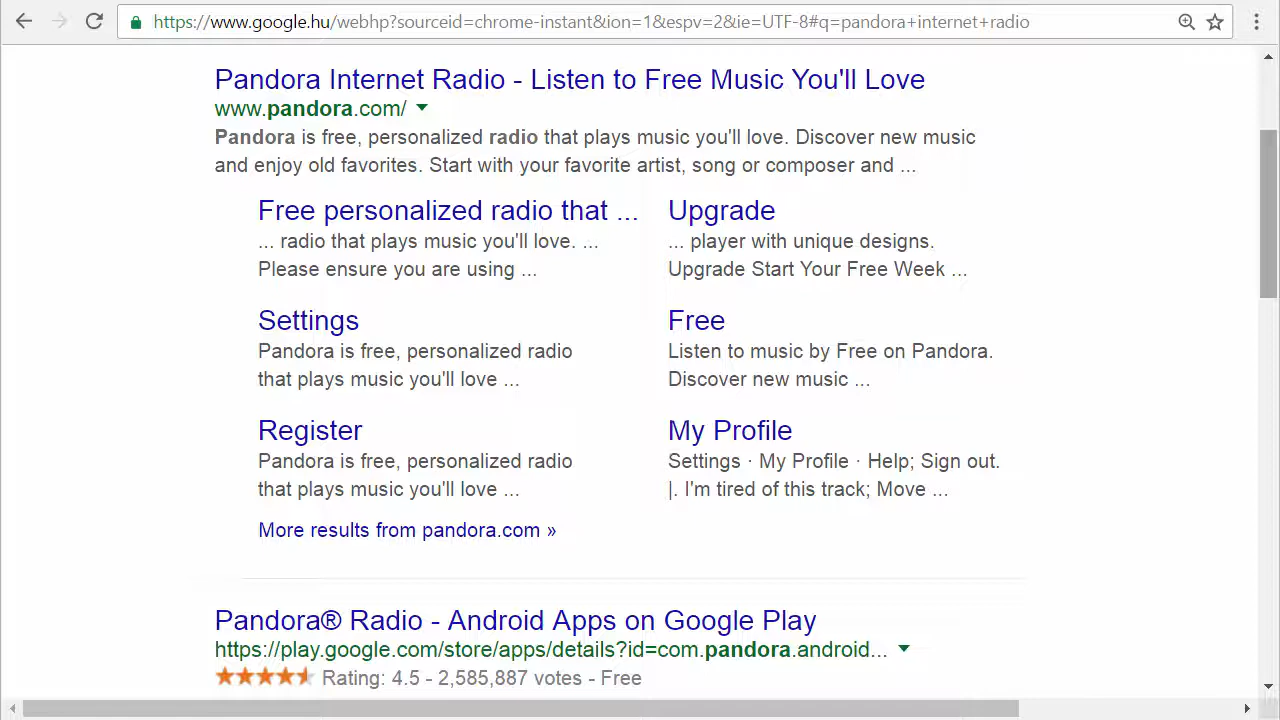 https://www.google.hu/webhp?sourceid=chrome-instant&ion=1&espv=2&ie=UTF-8#q=pandora+internet+radio
Pandora Internet Radio - Listen to Free Music You'll Love
www.pandora.com/
Pandora is free, personalized radio that plays music you'll love. Discover new music
and enjoy old favorites. Start with your favorite artist, song or composer and ...
Free personalized radio that ...
... radio that plays music you'll love. ...
Please ensure you are using ...
Upgrade
... player with unique designs.
Upgrade Start Your Free Week ...
Settings
Pandora is free, personalized radio
that plays music you'll love ...
Free
Listen to music by Free on Pandora.
Discover new music ...
Register
Pandora is free, personalized radio
that plays music you'll love ...
My Profile
Settings · My Profile · Help; Sign out.
|. I'm tired of this track; Move ...
More results from pandora.com »
Pandora® Radio - Android Apps on Google Play
https://play.google.com/store/apps/details?id=com.pandora.android...
Rating: 4.5 - 2,585,887 votes - Free